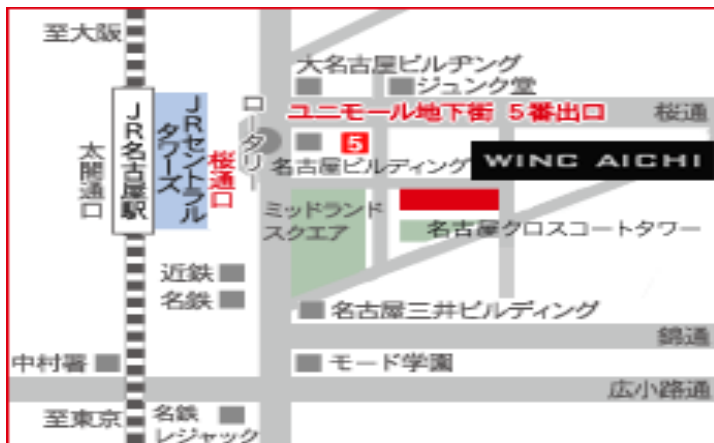 至大阪
大名古屋ビルヂング
ジュンク堂
ロータリー
ユニモール地下街 5番出口
桜通
JR名古屋駅
JRセントラル
タワーズ
桜通口
太閤通口
5
名古屋ビルディング
WINC AICHI
ミッドランド
スクエア
名古屋クロスコートタワー
近鉄
名鉄
名古屋三井ビルディング
錦通
中村署
モード学園
広小路通
至東京
名鉄
レジャック